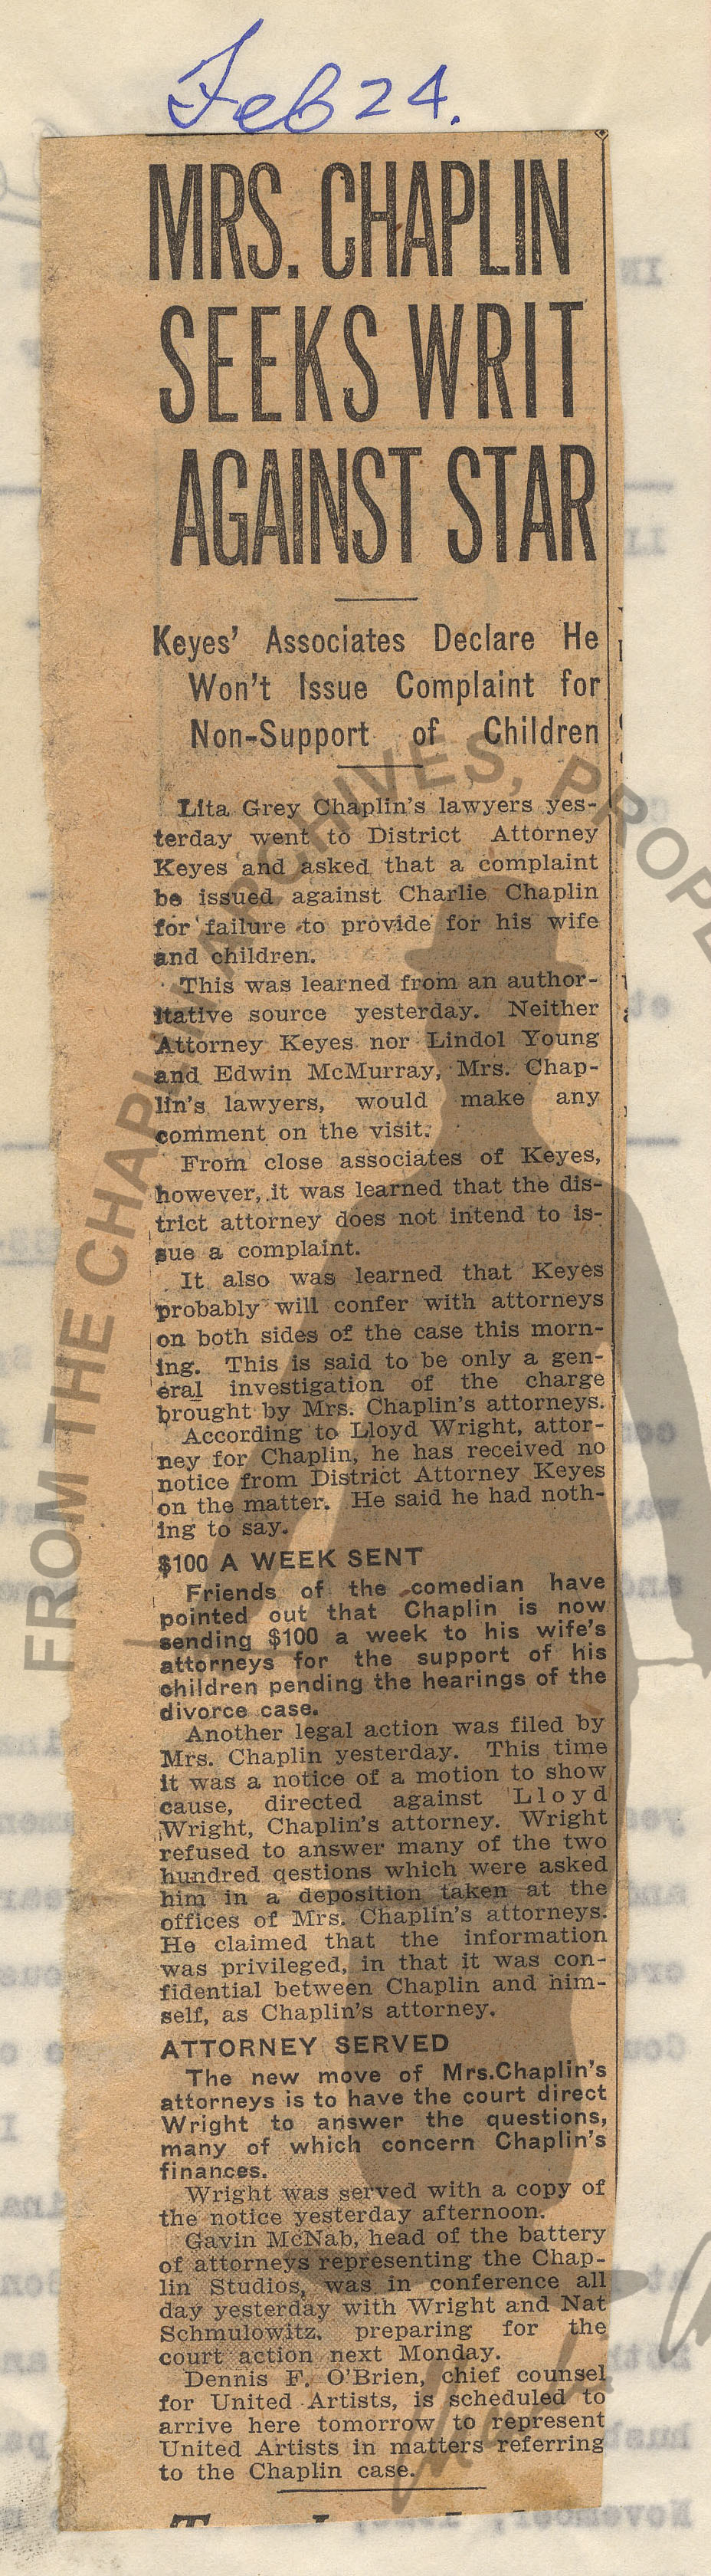 Feb 24.
MRS. CHAPLIN
SEEKS WRIT
AGAINST STAR
Keyes' Associates Declare He
Won't Issue Complaint for
Non-Support of Children
Lita Grey Chaplin's lawyers yes-
terday went to District Attorney
Keyes and asked that a complaint
be issued against Charlie Chaplin
for failure to provide for his wife
and children.
This was learned from an author-
itative source yesterday. Neither
Attorney Keyes nor Lindol Young
and Edwin McMurray, Mrs. Chap-
lin's lawyers, would make any
comment on the visit.
From close associates of Keyes,
however, it was learned that the dis-
trict attorney does not intend to is-
sue a complaint.
It also was learned that Keyes
probably will confer with attorneys
on both sides of the case this morn-
ing. This is said to be only a gen-
eral investigation of the charge
brought by Mrs. Chaplin's attorneys.
According to Lloyd Wright, attor-
ney for Chaplin, he has received no
notice from District Attorney Keyes
on the matter. He said he had noth-
ing to say.
$100 A WEEK SENT
Friends of the comedian have
pointed out that Chaplin is now
sending $100 a week to his wife's
attorneys for the support of his
children pending the hearings of the
divorce case.
Another legal action was filed by
Mrs. Chaplin yesterday. This time
it was a notice of a motion to show
cause, directed against Lloyd
Wright, Chaplin's attorney. Wright
refused to answer many of the two
hundred qestions which were asked
him in a deposition taken at the
offices of Mrs. Chaplin's attorneys.
He claimed that the information
was privileged, in that it was con-
fidential between Chaplin and him-
self, as Chaplin's attorney.
ATTORNEY SERVED
The new move of Mrs.Chaplin's
attorneys is to have the court direct
Wright to answer the questions,
many of which concern Chaplin's
finances.
Wright was served with a copy of
the notice yesterday afternoon.
Gavin McNab, head of the battery
of attorneys representing the Chap-
lin Studios, was in conference all
day yesterday with Wright and Nat
Schmulowitz, preparing for the
court action next Monday.
Dennis F. O'Brien, chief counsel
for United Artists, is scheduled to
arrive here tomorrow to represent
United Artists in matters referring
to the Chaplin case.
FROM THE CHAPLIN ARCHIVES, PROPE